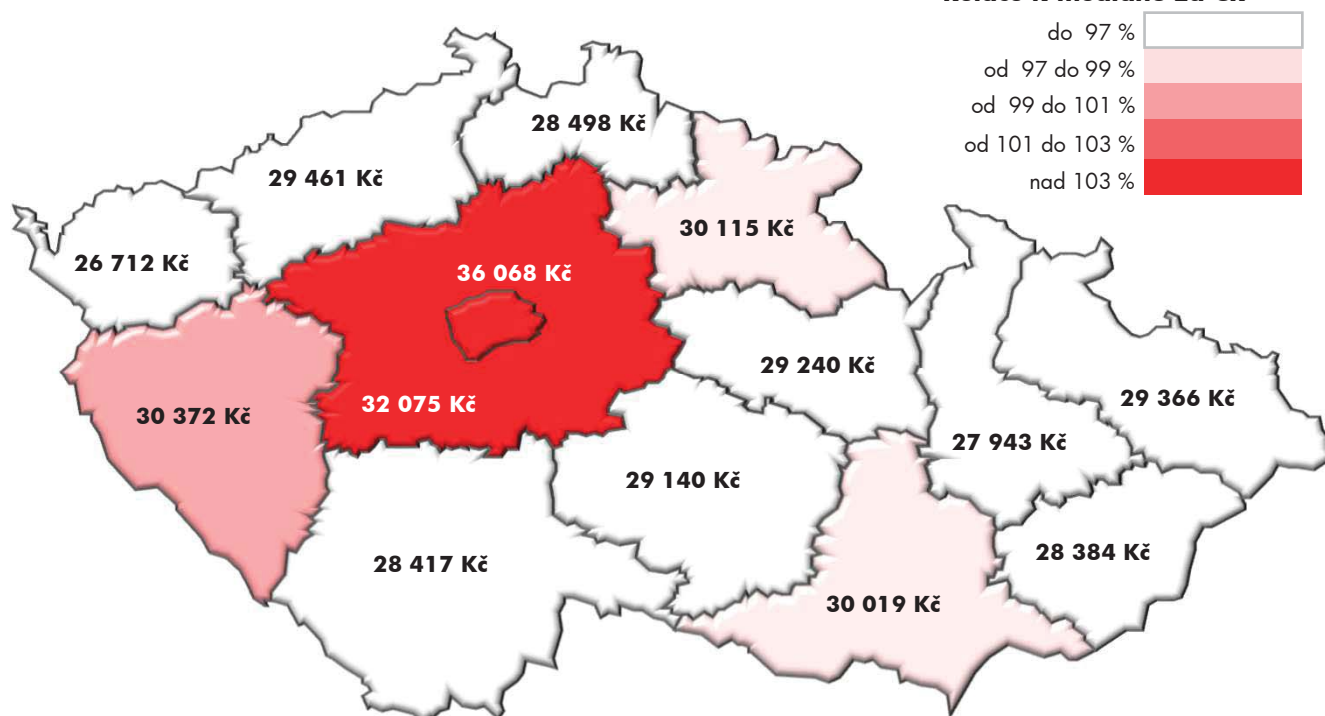 do 97 %
od 97 do 99 %
od 99 do 101 %
od 101 do 103 %
nad 103 %
28 498 Kč
29 461 Kč
30 115 Kč
26 712 Kč
36 068 Kč
29 240 Kč
32 075 Kč
30 372 Kč
29 366 Kč
27 943 Kč
29 140 Kč
28 417 Kč
28 384 Kč
30 019 Kč